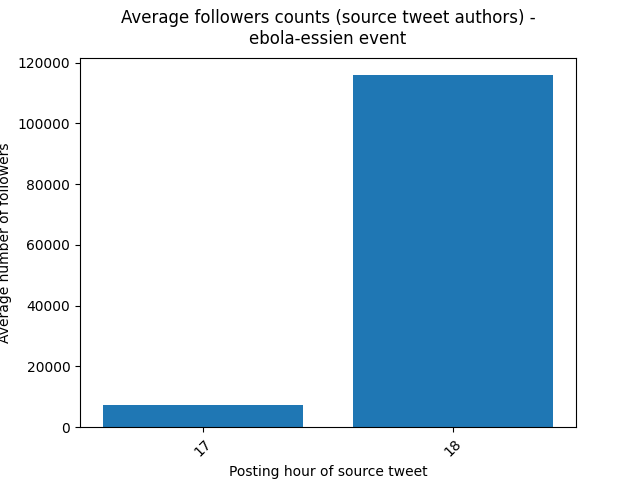 Average followers counts (source tweet authors) -
ebola-essien event
Average number of followers
120000
100000
80000
60000
40000
20000
0
17
18
Posting hour of source tweet